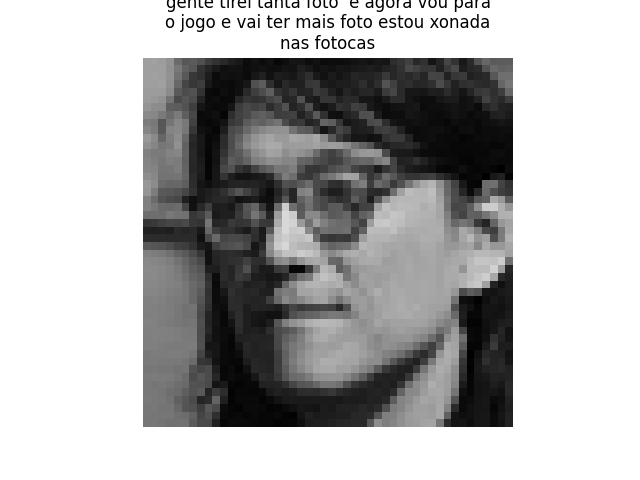 gente tirei tanta foto e agora vou para
o jogo e vai ter mais foto estou xonada
nas fotocas